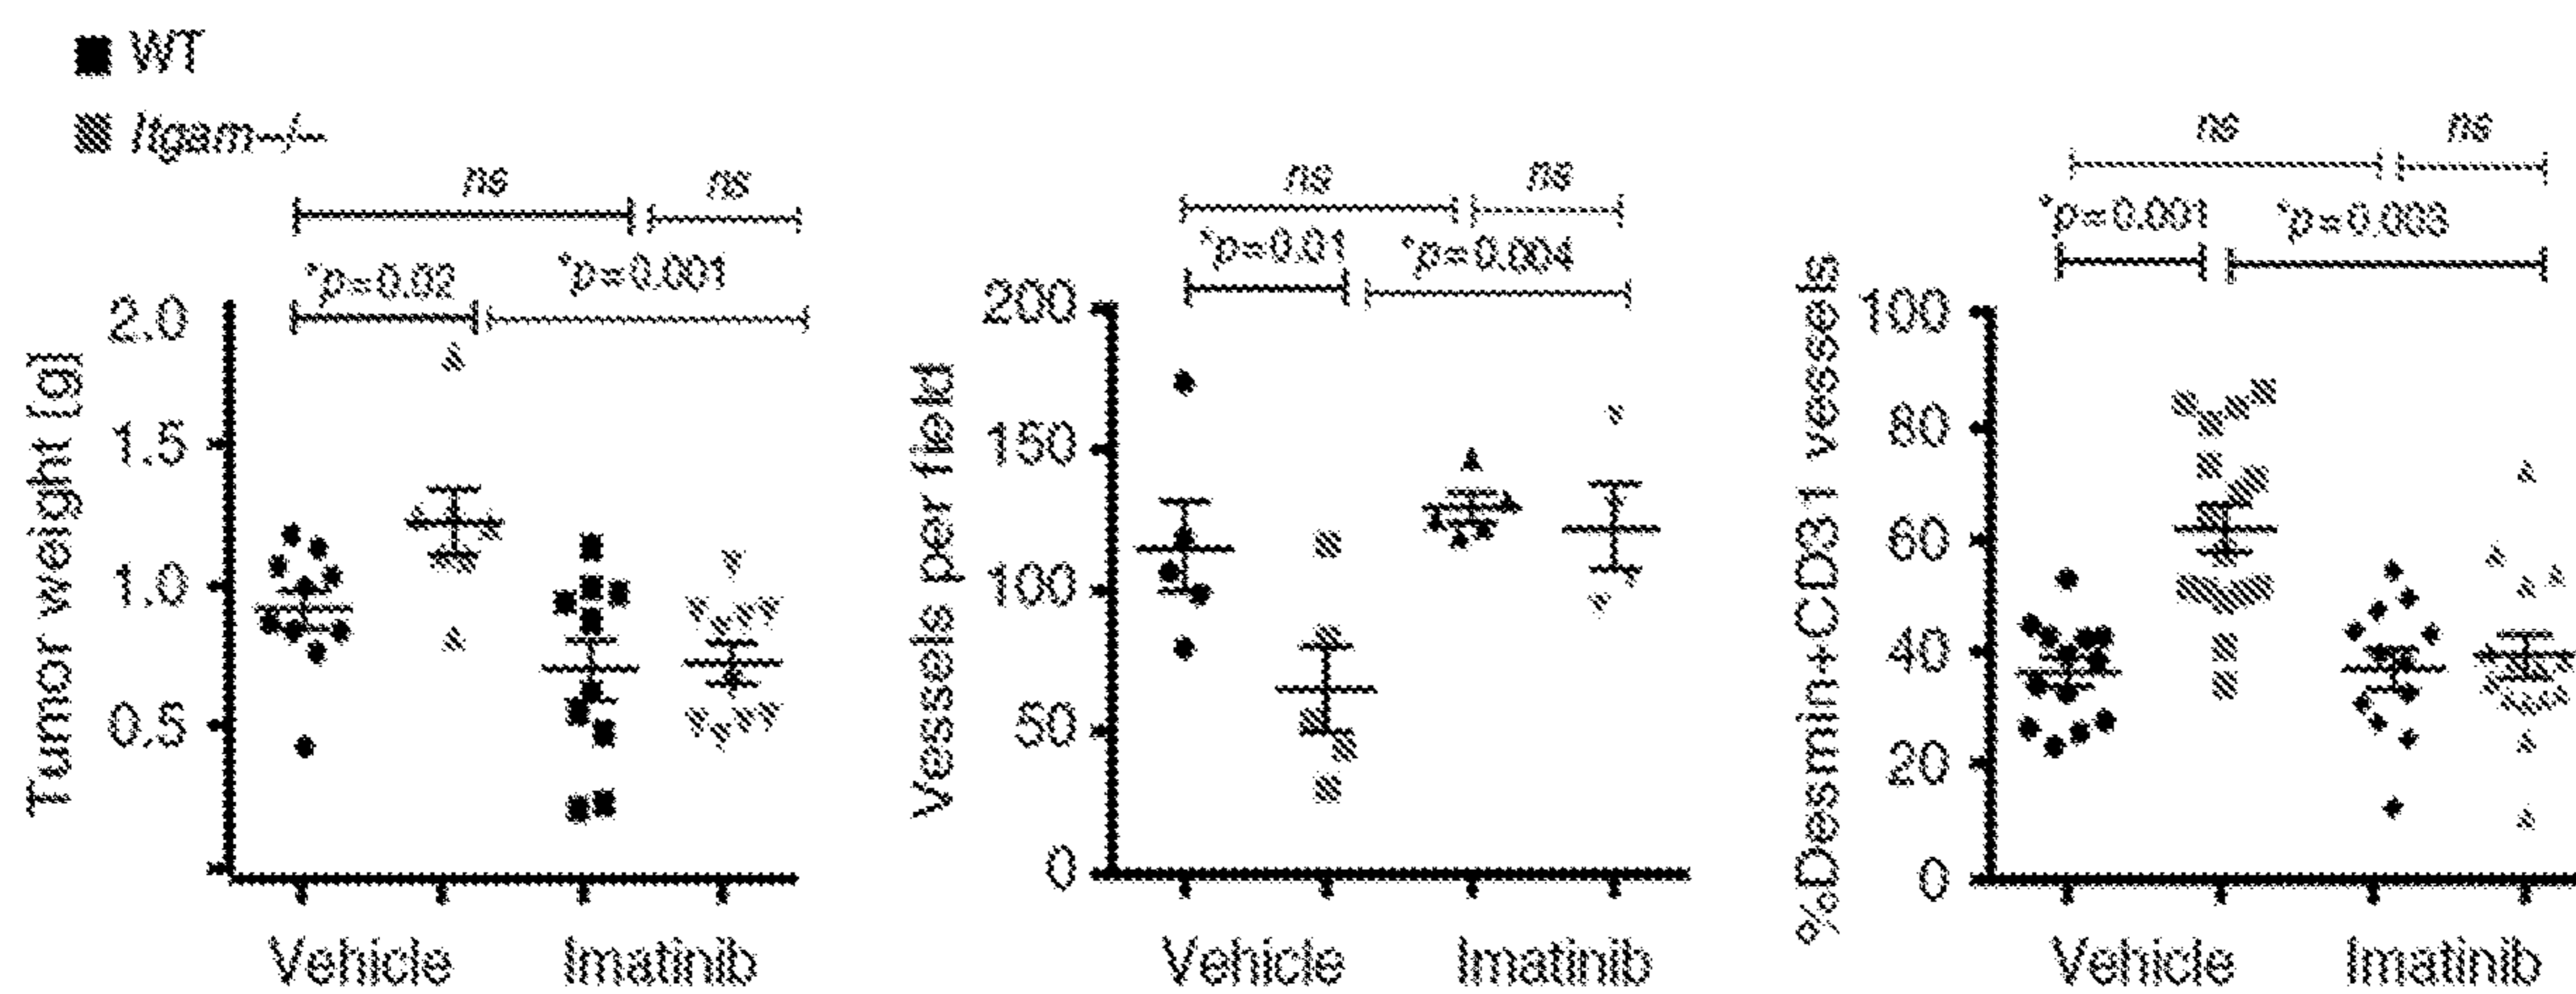 WT
Itgam-/-
ns
ns
*p=0.02
*p=0.001
2.0
1.5
1.0
0.5
Tumor weight [g]
Vehicle
Imatinib
ns
ns
*p=0.01
*p=0.004
200
150
100
50
0
Vessels per field
Vehicle
Imatinib
ns
ns
*p=0.001
*p=0.003
100
80
60
40
20
0
%Desmin+CD31 vessels
Vehicle
Imatinib